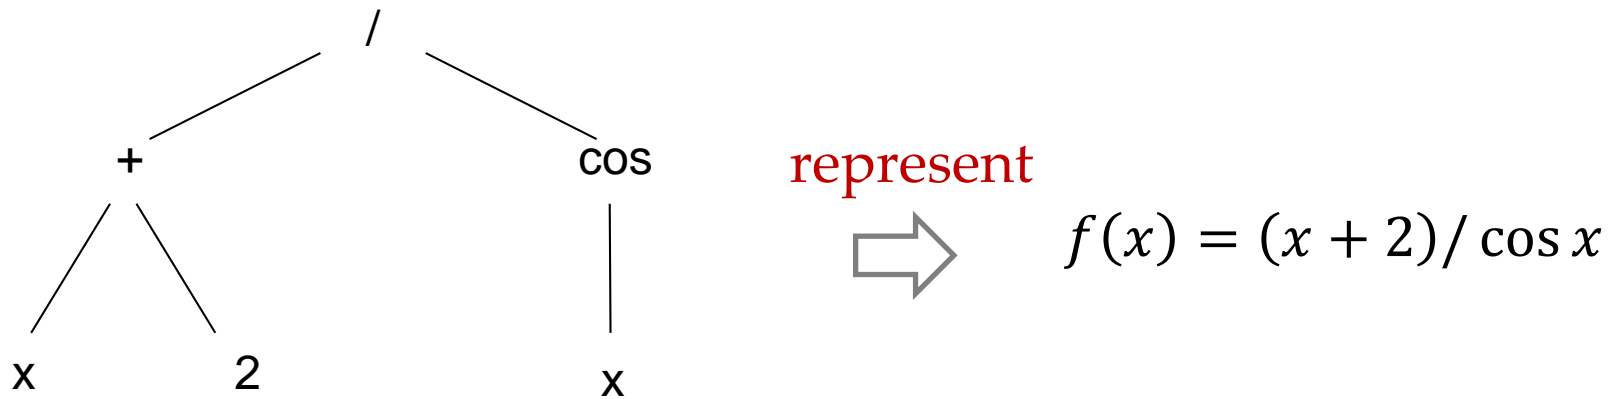 /
+ cos
represent
f(x) = (x + 2)/ cos x
x 2 x